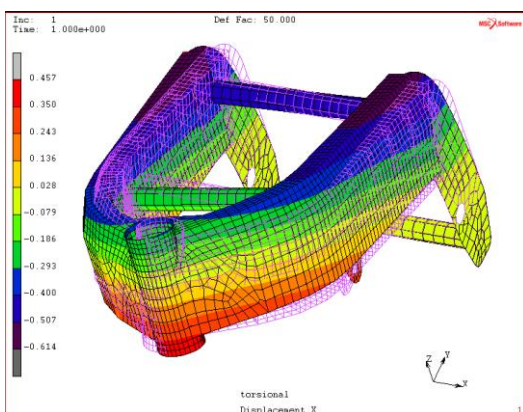 Inc: 1
Time: 1.000e+000
Def Fac: 50.000
MSC Software
0.457
0.350
0.243
0.136
0.028
-0.079
-0.186
-0.293
-0.400
-0.507
-0.614
Z Y
X
torsional
Displacement X
1